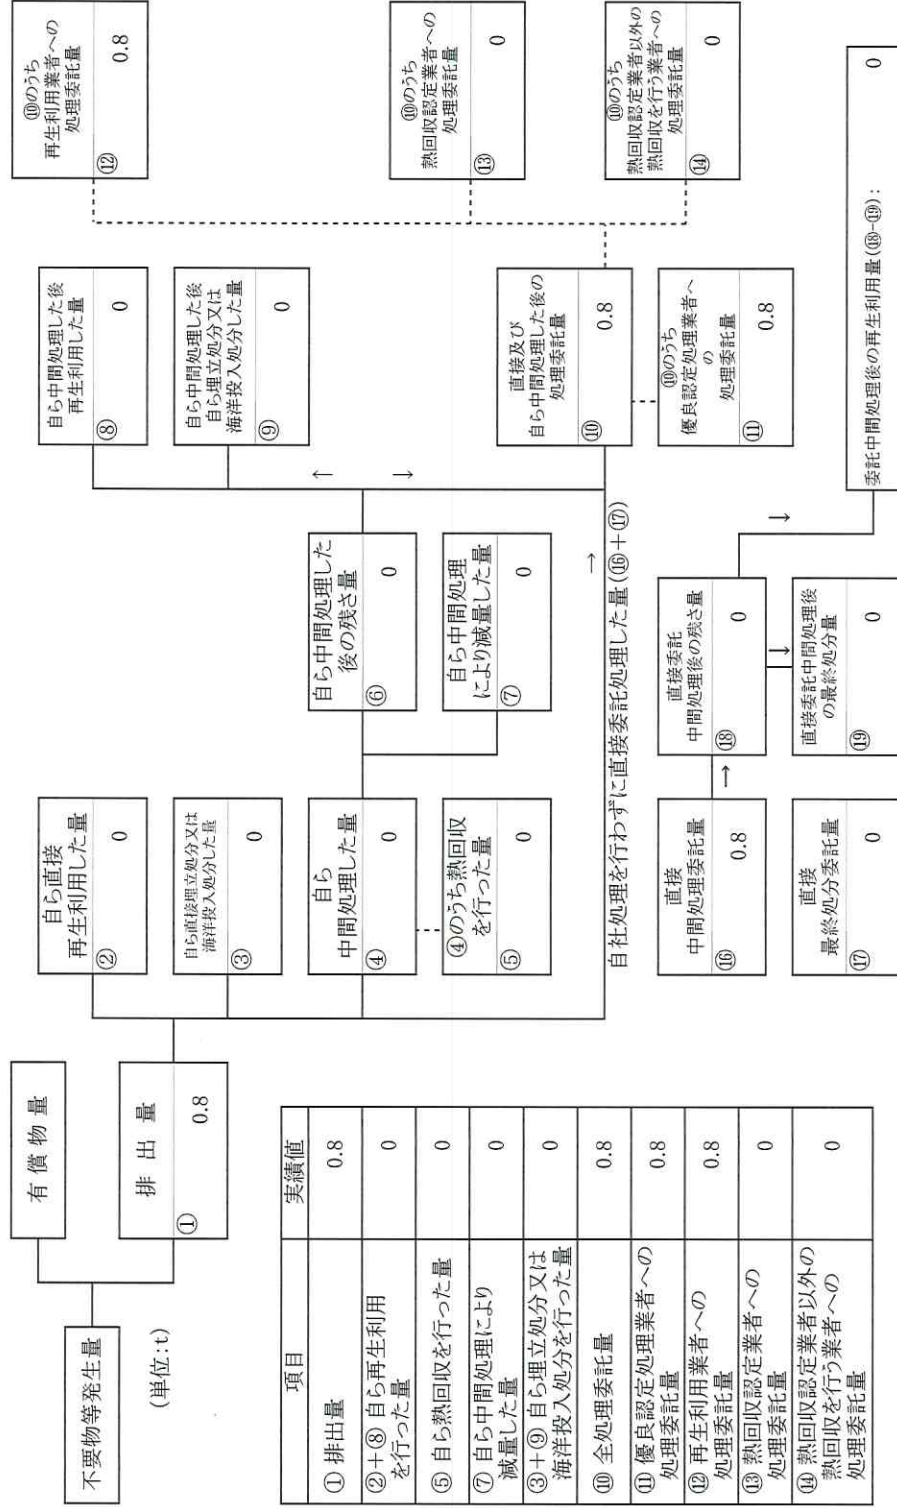 不要物等発生量
(単位:t)
有償物量
排出量
①
0.8
自ら直接
再生利用した量
②
0
自ら直接埋立処分又は
海洋投入処分した量
③
0
自ら
中間処理した量
④
0
④のうち熱回収
を行った量
⑤
0
自ら中間処理した
後の残さ量
⑥
0
自ら中間処理
により減量した量
⑦
0
↑
↓
自ら中間処理した後
再生利用した量
⑧
0
自ら中間処理した後
自ら埋立処分又は
海洋投入処分した量
⑨
0
直接及び
自ら中間処理した後の
処理委託量
⑩
0.8
⑩のうち
優良認定処理業者へ
の
処理委託量
⑪
0.8
⑩のうち
再生利用業者への
処理委託量
⑫
0.8
⑩のうち
熱回収認定業者への
処理委託量
⑬
0
⑩のうち
熱回収認定業者以外の
熱回収を行う業者への
処理委託量
⑭
0
→
自社処理を行わずに直接委託処理した量(⑯+⑰)
直接
中間処理委託量
⑯
0.8
→
直接
最終処分委託量
⑰
0
直接委託
中間処理後の残さ量
⑱
0
↓
直接委託中間処理後
の最終処分量
⑲
0
↓
委託中間処理後の再生利用量(⑱-⑲):
0
項目 実績値
① 排出量 0.8
②+⑧ 自ら再生利用
を行った量 0
⑤ 自ら熱回収を行った量 0
⑦ 自ら中間処理により
減量した量 0
③+⑨ 自ら埋立処分又は
海洋投入処分を行った量 0
⑩ 全処理委託量 0.8
⑪ 優良認定処理業者への
処理委託量 0.8
⑫ 再生利用業者への
処理委託量 0.8
⑬ 熱回収認定業者への
処理委託量 0
⑭ 熱回収認定業者以外の
熱回収を行う業者への
処理委託量 0